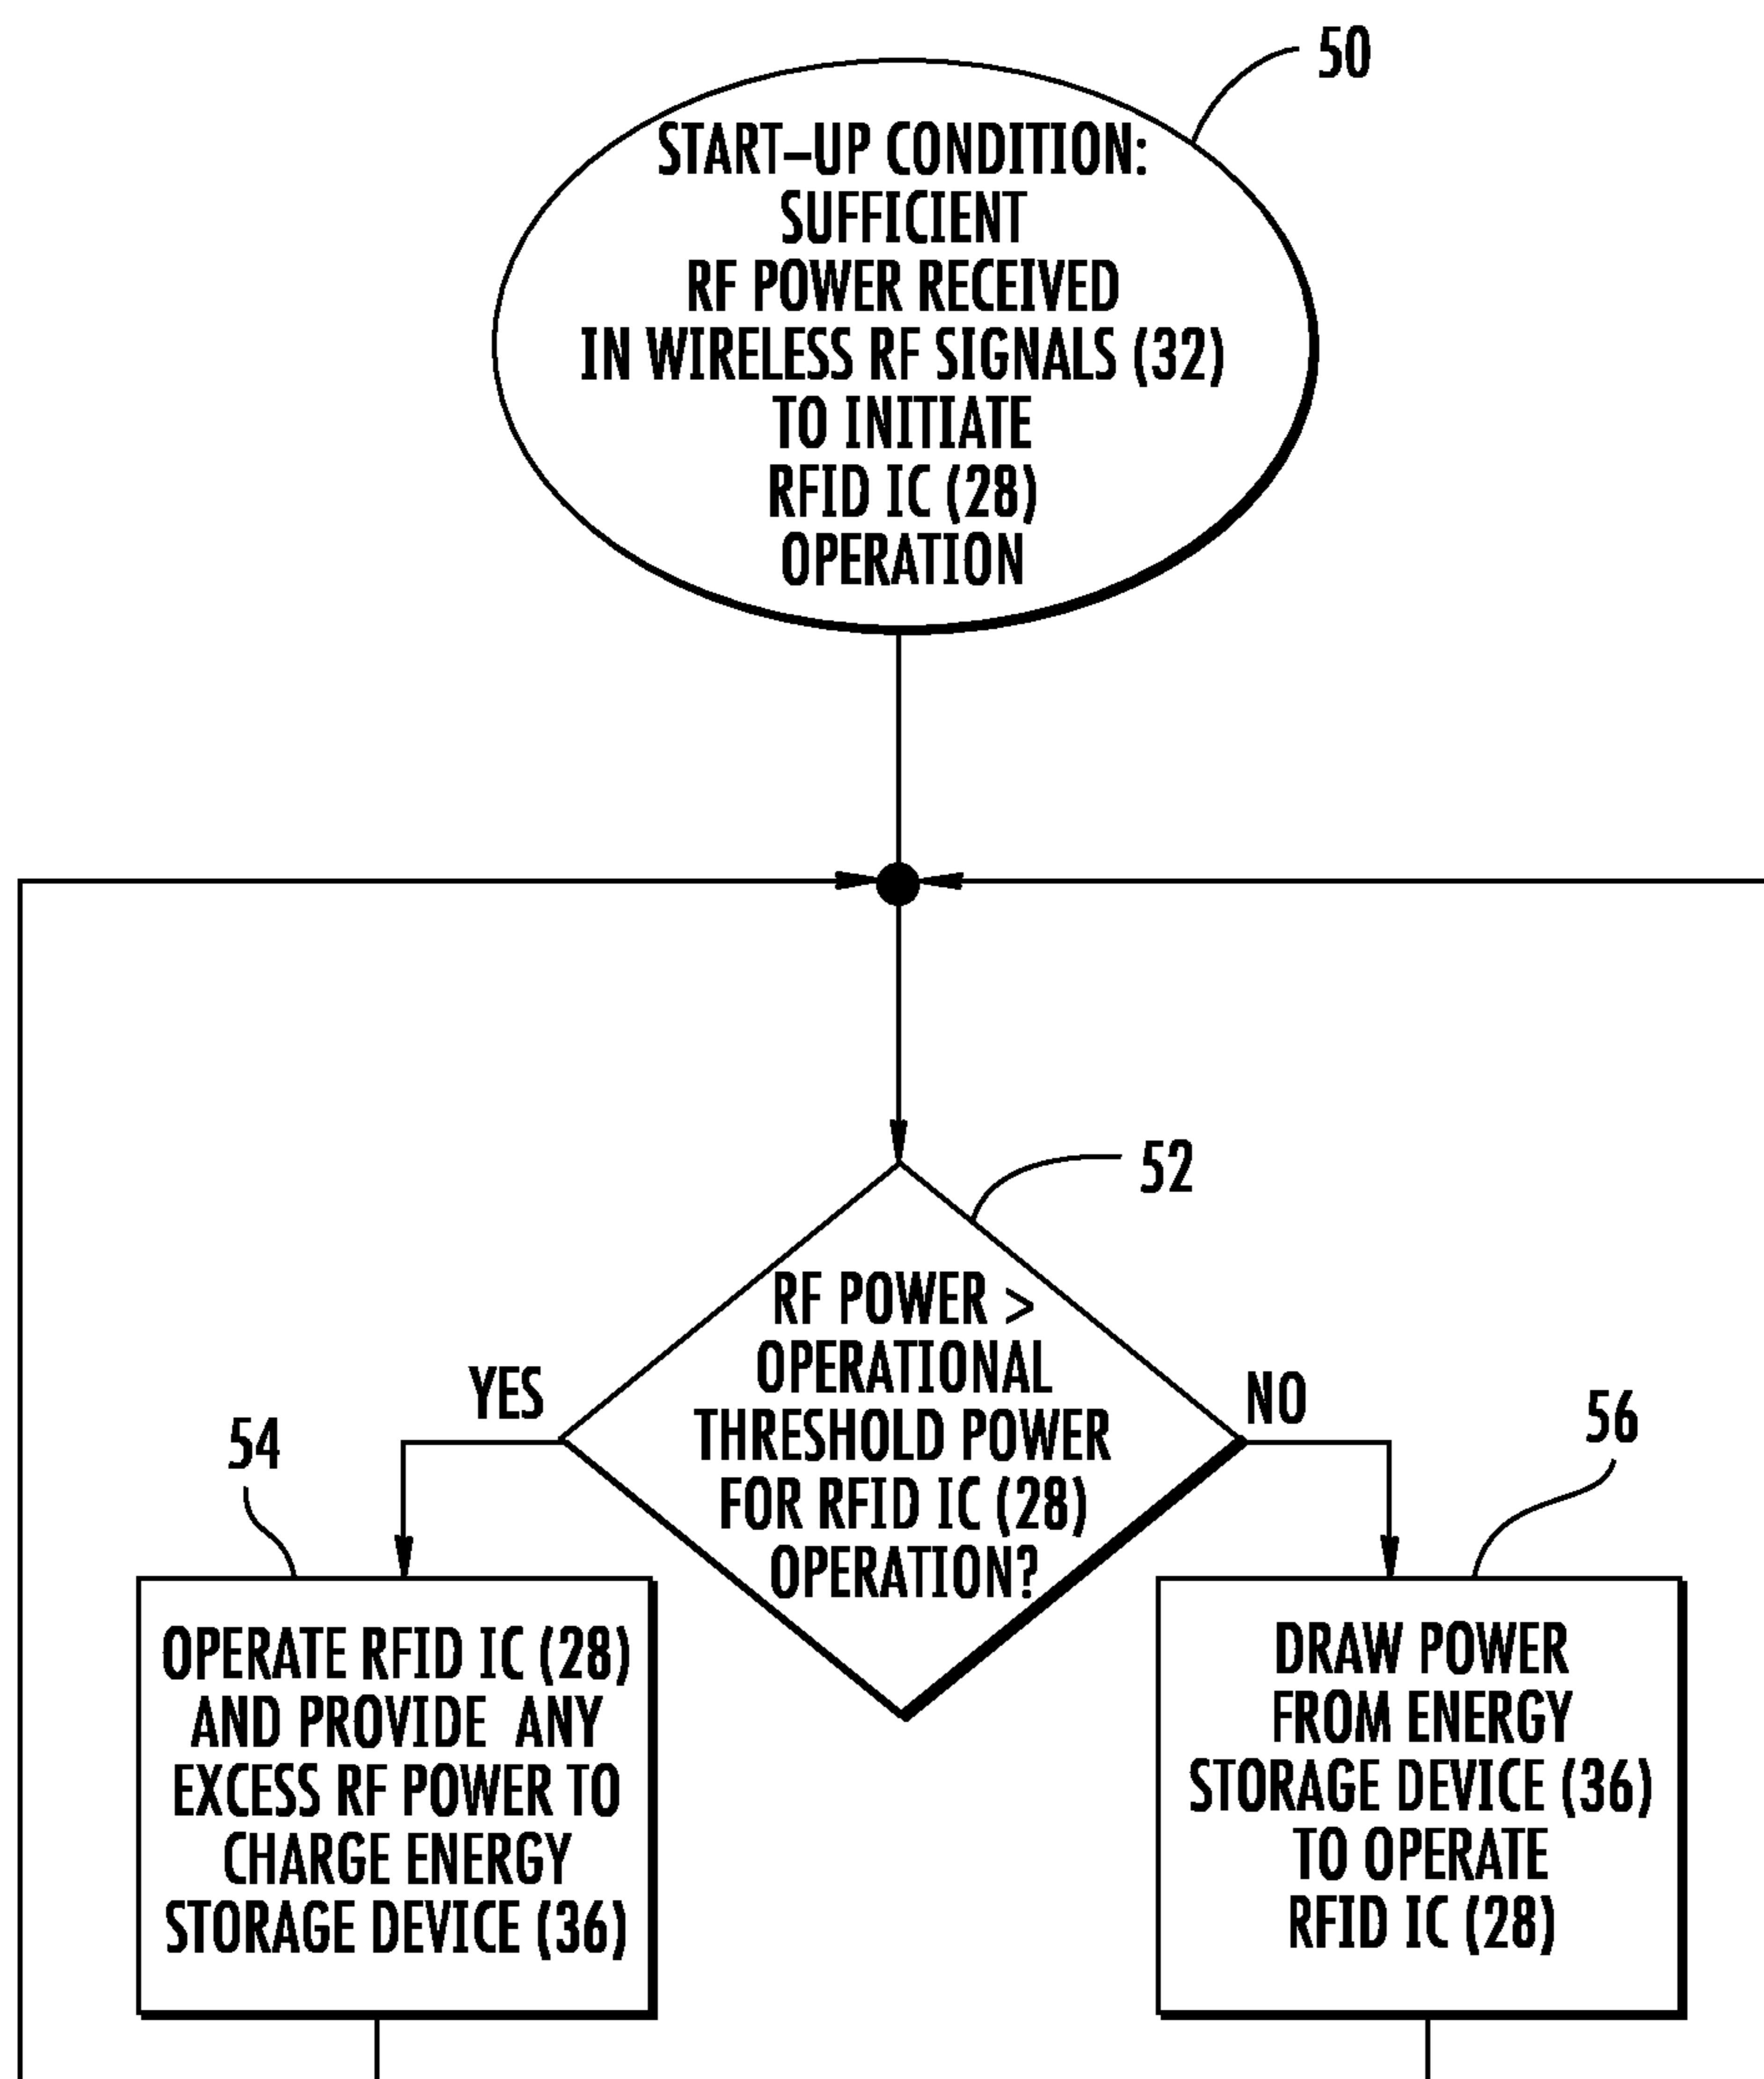 50
START–UP CONDITION:
SUFFICIENT
RF POWER RECEIVED
IN WIRELESS RF SIGNALS (32)
TO INITIATE
RFID IC (28)
OPERATION
52
RF POWER >
OPERATIONAL
THRESHOLD POWER
FOR RFID IC (28)
OPERATION?
YES
NO
54
OPERATE RFID IC (28)
AND PROVIDE ANY
EXCESS RF POWER TO
CHARGE ENERGY
STORAGE DEVICE (36)
56
DRAW POWER
FROM ENERGY
STORAGE DEVICE (36)
TO OPERATE
RFID IC (28)